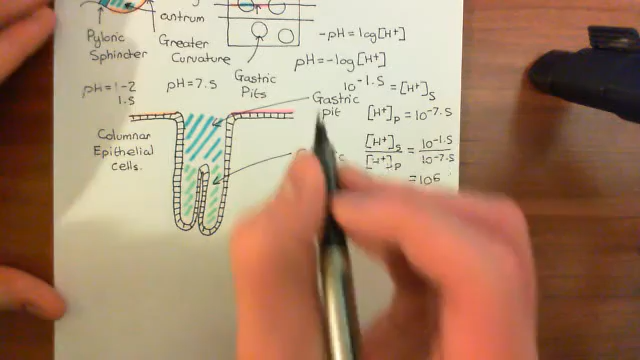 antrum
Pyloric
Sphincter
Greater
Curvature
Gastric
Pits
-pH = log[H+]
pH = -log[H+]
10^-1.5 = [H+]s
pH = 1-2
1.5
pH = 7.5
Gastric
pit
[H+]p = 10^-7.5
Columnar
Epithelial
cells.
[H+]s / [H+]p = 10^-1.5 / 10^-7.5
= 10^6